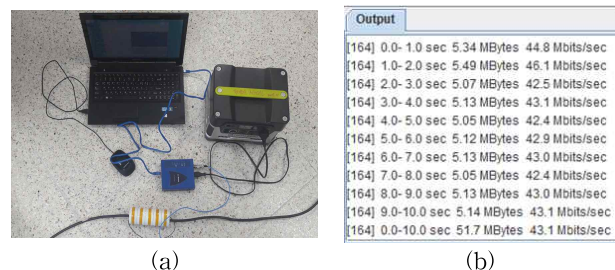 Output
[164] 0.0- 1.0 sec 5.34 MBytes 44.8 Mbits/sec
[164] 1.0- 2.0 sec 5.49 MBytes 46.1 Mbits/sec
[164] 2.0- 3.0 sec 5.07 MBytes 42.5 Mbits/sec
[164] 3.0- 4.0 sec 5.13 MBytes 43.1 Mbits/sec
[164] 4.0- 5.0 sec 5.05 MBytes 42.4 Mbits/sec
[164] 5.0- 6.0 sec 5.12 MBytes 42.9 Mbits/sec
[164] 6.0- 7.0 sec 5.13 MBytes 43.0 Mbits/sec
[164] 7.0- 8.0 sec 5.05 MBytes 42.4 Mbits/sec
[164] 8.0- 9.0 sec 5.13 MBytes 43.0 Mbits/sec
[164] 9.0-10.0 sec 5.14 MBytes 43.1 Mbits/sec
[164] 0.0-10.0 sec 51.7 MBytes 43.1 Mbits/sec
(a)
(b)